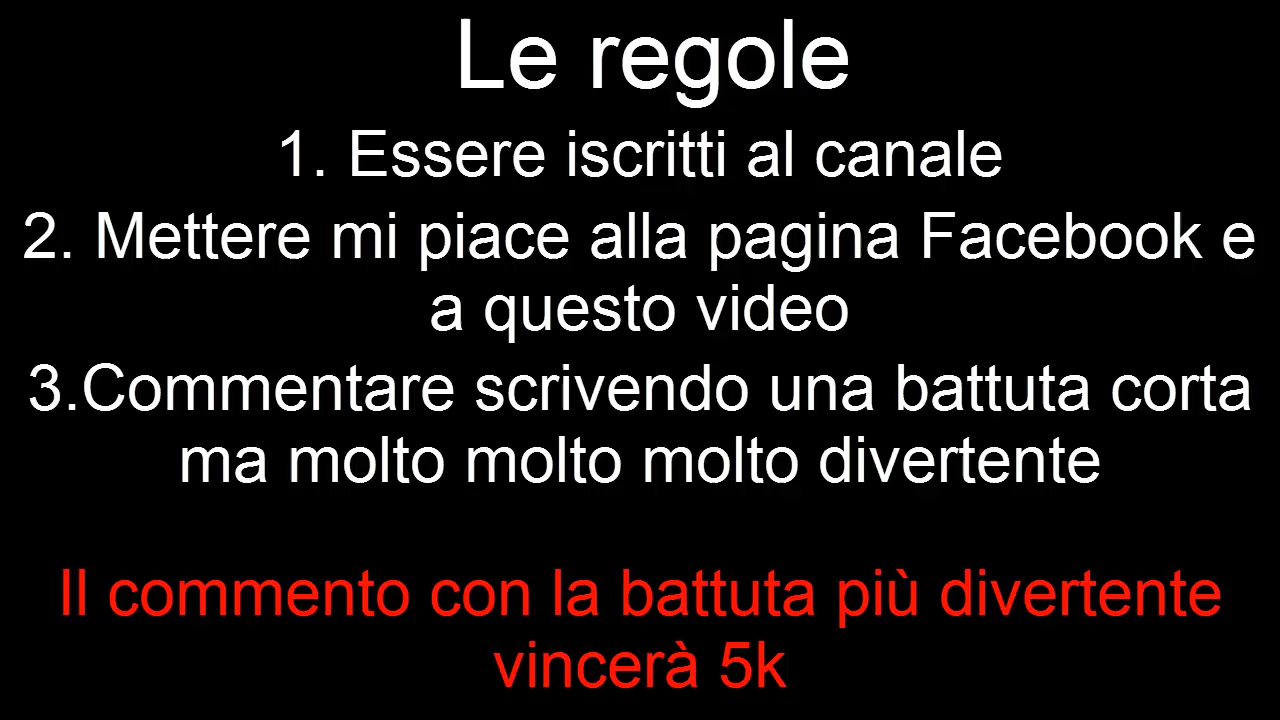 Le regole
1. Essere iscritti al canale
2. Mettere mi piace alla pagina Facebook e
a questo video
3.Commentare scrivendo una battuta corta
ma molto molto molto divertente
Il commento con la battuta più divertente
vincerà 5k